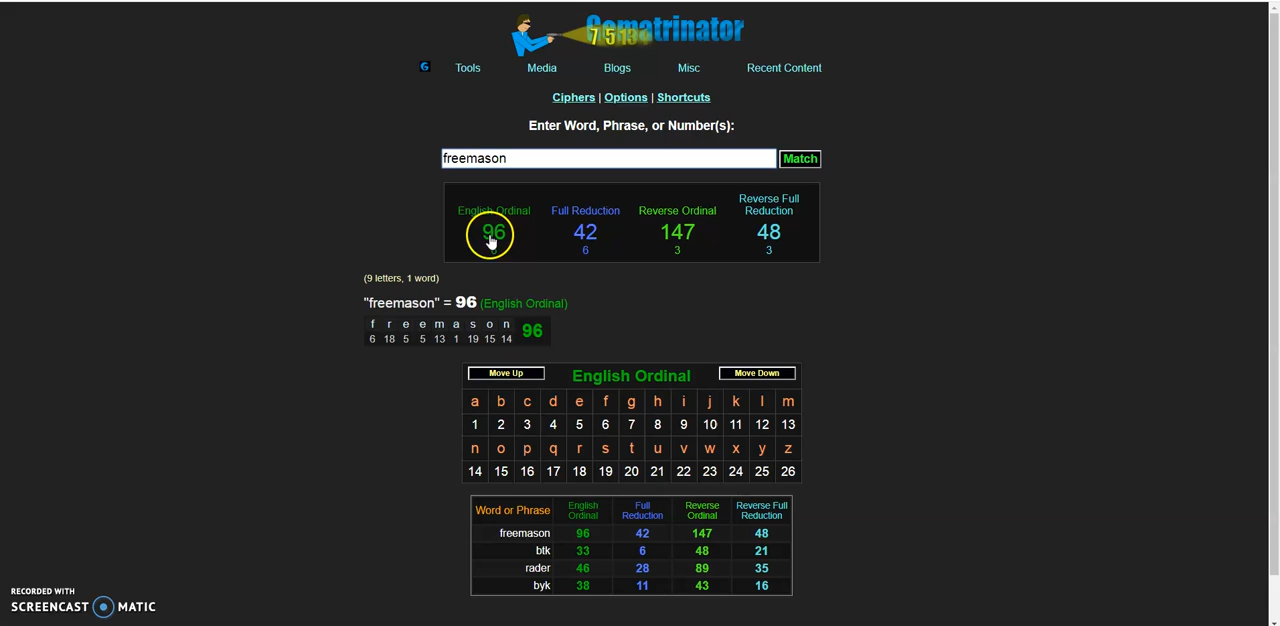 Gematrinator
7 5 13
G Tools Media Blogs Misc Recent Content
Ciphers | Options | Shortcuts
Enter Word, Phrase, or Number(s):
freemason Match
English Ordinal Full Reduction Reverse Ordinal Reverse Full Reduction
96 42 147 48
6 3 3
(9 letters, 1 word)
"freemason" = 96 (English Ordinal)
f r e e m a s o n 96
6 18 5 5 13 1 19 15 14
Move Up English Ordinal Move Down
a b c d e f g h i j k l m
1 2 3 4 5 6 7 8 9 10 11 12 13
n o p q r s t u v w x y z
14 15 16 17 18 19 20 21 22 23 24 25 26
Word or Phrase English Ordinal Full Reduction Reverse Ordinal Reverse Full Reduction
freemason 96 42 147 48
btk 33 6 48 21
rader 46 28 89 35
byk 38 11 43 16
RECORDED WITH
SCREENCAST MATIC